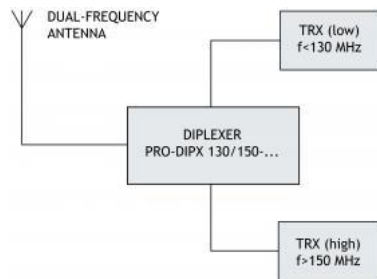 DUAL-FREQUENCY
ANTENNA
TRX (low)
f<130 MHz
DIPLEXER
PRO-DIPX 130/150-...
TRX (high)
f>150 MHz